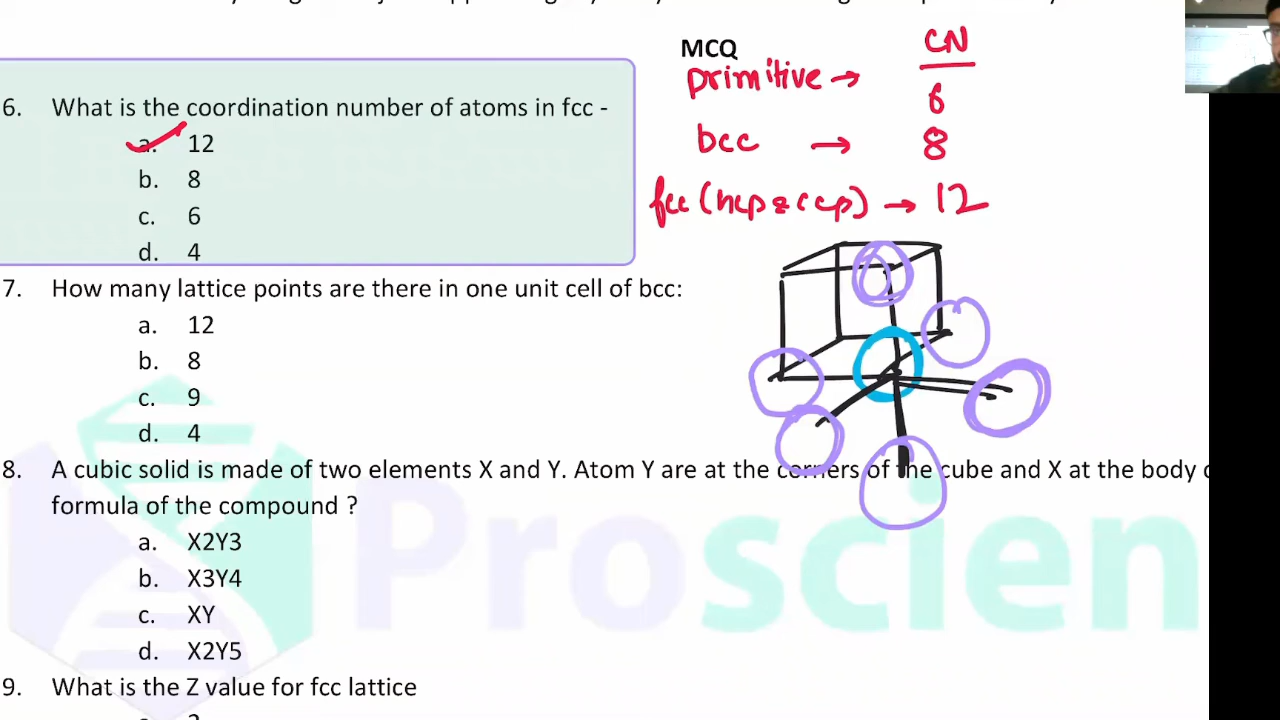 MCQ
CN
primitive → 6
bcc → 8
fcc (hcp & ccp) → 12
6. What is the coordination number of atoms in fcc -
a. 12
b. 8
c. 6
d. 4
7. How many lattice points are there in one unit cell of bcc:
a. 12
b. 8
c. 9
d. 4
8. A cubic solid is made of two elements X and Y. Atom Y are at the corners of the cube and X at the body
formula of the compound ?
a. X2Y3
b. X3Y4
c. XY
d. X2Y5
9. What is the Z value for fcc lattice
Proscien